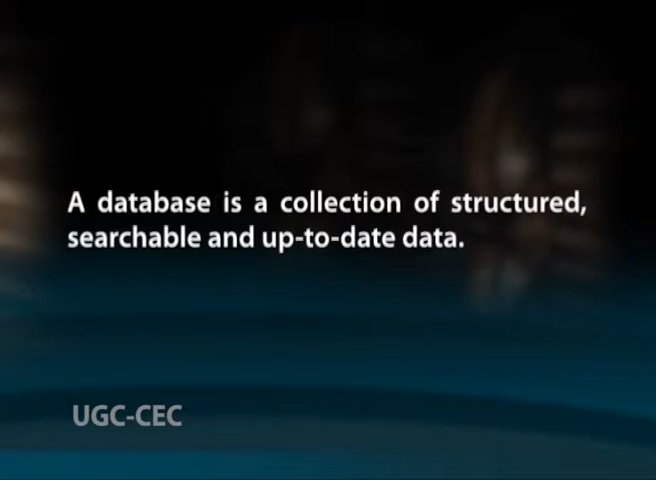 A database is a collection of structured,
searchable and up-to-date data.
UGC-CEC